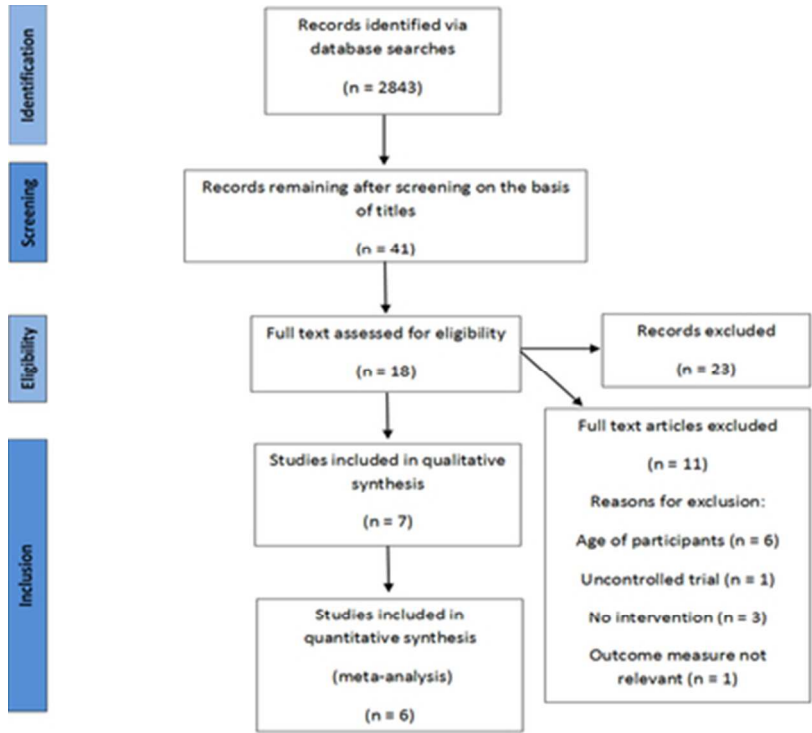 Identification
Records identified via
database searches
(n = 2843)
Screening
Records remaining after screening on the basis
of titles
(n = 41)
Eligibility
Full text assessed for eligibility
(n = 18)
Records excluded
(n = 23)
Full text articles excluded
(n = 11)
Reasons for exclusion:
Age of participants (n = 6)
Uncontrolled trial (n = 1)
No intervention (n = 3)
Outcome measure not
relevant (n = 1)
Inclusion
Studies included in qualitative
synthesis
(n = 7)
Studies included in
quantitative synthesis
(meta-analysis)
(n = 6)